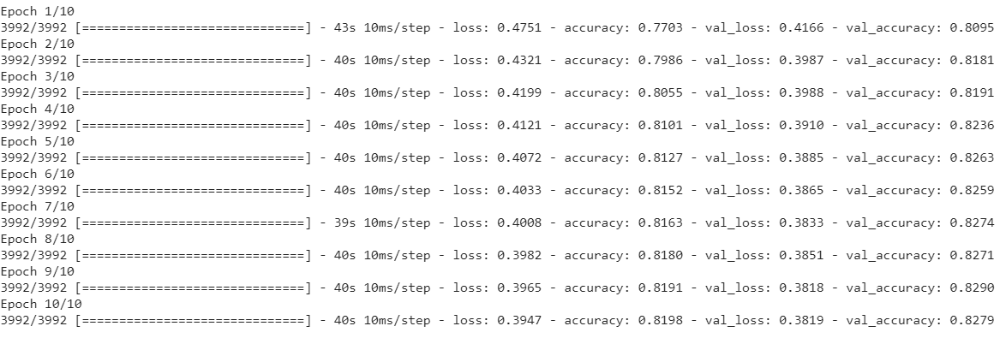 Epoch 1/10
3992/3992 [==============================] - 43s 10ms/step - loss: 0.4751 - accuracy: 0.7703 - val_loss: 0.4166 - val_accuracy: 0.8095
Epoch 2/10
3992/3992 [==============================] - 40s 10ms/step - loss: 0.4321 - accuracy: 0.7986 - val_loss: 0.3987 - val_accuracy: 0.8181
Epoch 3/10
3992/3992 [==============================] - 40s 10ms/step - loss: 0.4199 - accuracy: 0.8055 - val_loss: 0.3988 - val_accuracy: 0.8191
Epoch 4/10
3992/3992 [==============================] - 40s 10ms/step - loss: 0.4121 - accuracy: 0.8101 - val_loss: 0.3910 - val_accuracy: 0.8236
Epoch 5/10
3992/3992 [==============================] - 40s 10ms/step - loss: 0.4072 - accuracy: 0.8127 - val_loss: 0.3885 - val_accuracy: 0.8263
Epoch 6/10
3992/3992 [==============================] - 40s 10ms/step - loss: 0.4033 - accuracy: 0.8152 - val_loss: 0.3865 - val_accuracy: 0.8259
Epoch 7/10
3992/3992 [==============================] - 39s 10ms/step - loss: 0.4008 - accuracy: 0.8163 - val_loss: 0.3833 - val_accuracy: 0.8274
Epoch 8/10
3992/3992 [==============================] - 40s 10ms/step - loss: 0.3982 - accuracy: 0.8180 - val_loss: 0.3851 - val_accuracy: 0.8271
Epoch 9/10
3992/3992 [==============================] - 40s 10ms/step - loss: 0.3965 - accuracy: 0.8191 - val_loss: 0.3818 - val_accuracy: 0.8290
Epoch 10/10
3992/3992 [==============================] - 40s 10ms/step - loss: 0.3947 - accuracy: 0.8198 - val_loss: 0.3819 - val_accuracy: 0.8279